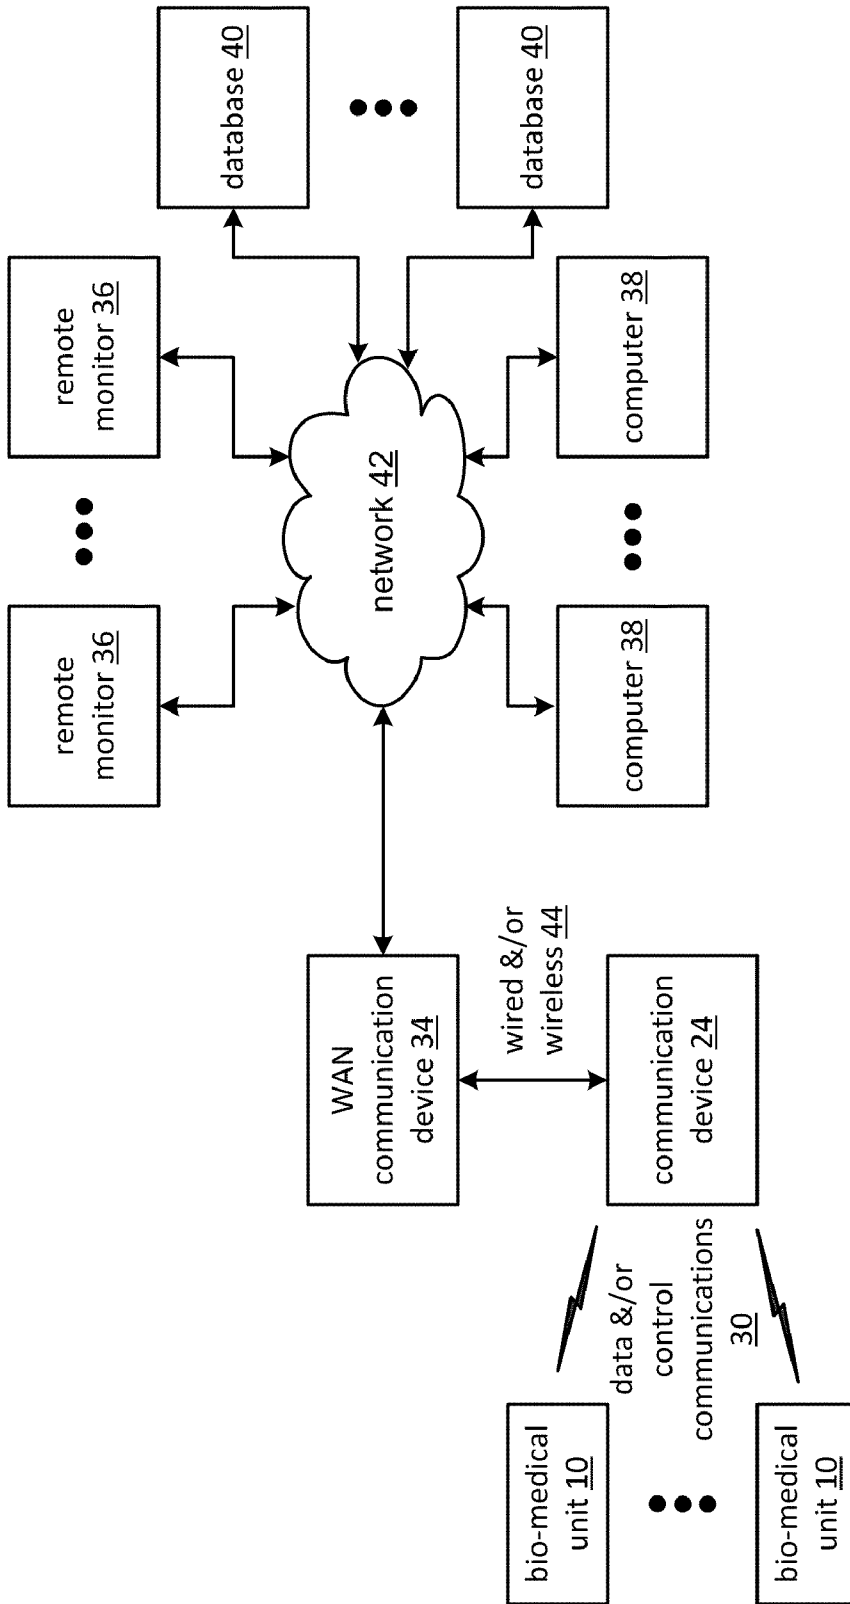 remote
monitor 36
remote
monitor 36
database 40
database 40
network 42
WAN
communication
device 34
wired &/or
wireless 44
communication
device 24
computer 38
computer 38
bio-medical
unit 10
data &/or
control
communications
30
bio-medical
unit 10